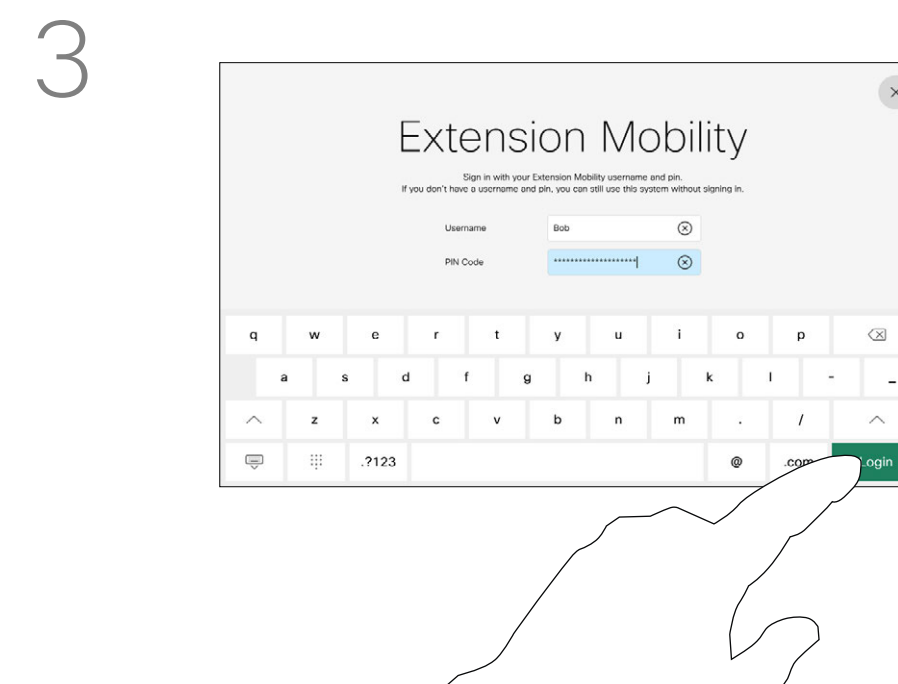 3
Extension Mobility
Sign in with your Extension Mobility username and pin.
If you don't have a username and pin, you can still use this system without signing in.
Username Bob
PIN Code ********************
q w e r t y u i o p
a s d f g h j k l - _
z x c v b n m . /
.?123 @ .com Login